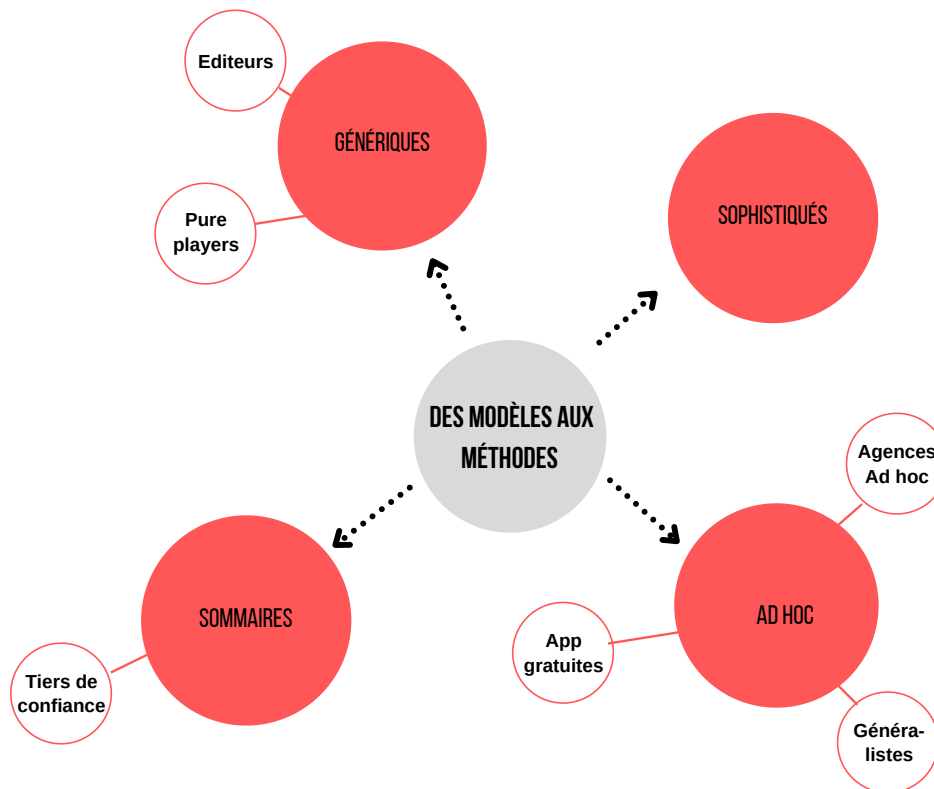 Editeurs
GÉNÉRIQUES
Pure
players
SOPHISTIQUÉS
DES MODÈLES AUX
MÉTHODES
Agences
Ad hoc
SOMMAIRES
AD HOC
App
gratuites
Tiers de
confiance
Généra-
listes